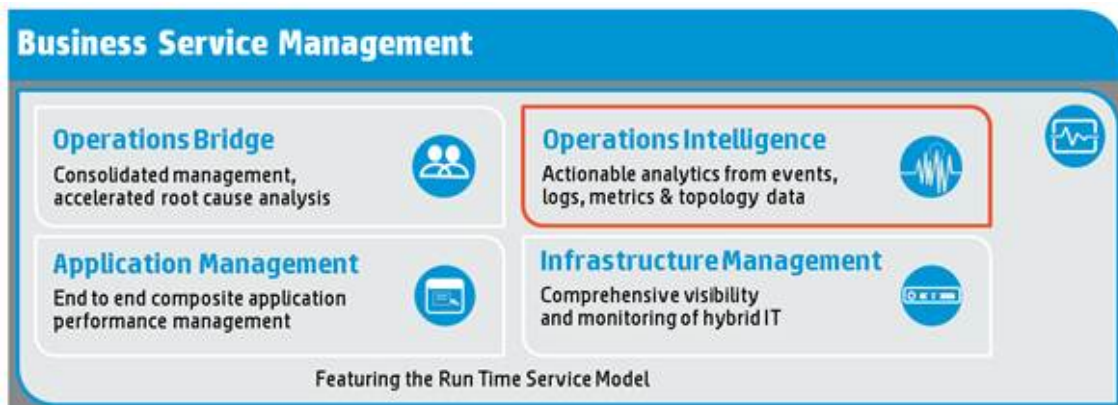 Business Service Management
Operations Bridge
Consolidated management,
accelerated root cause analysis
Operations Intelligence
Actionable analytics from events,
logs, metrics & topology data
Application Management
End to end composite application
performance management
Infrastructure Management
Comprehensive visibility
and monitoring of hybrid IT
Featuring the Run Time Service Model